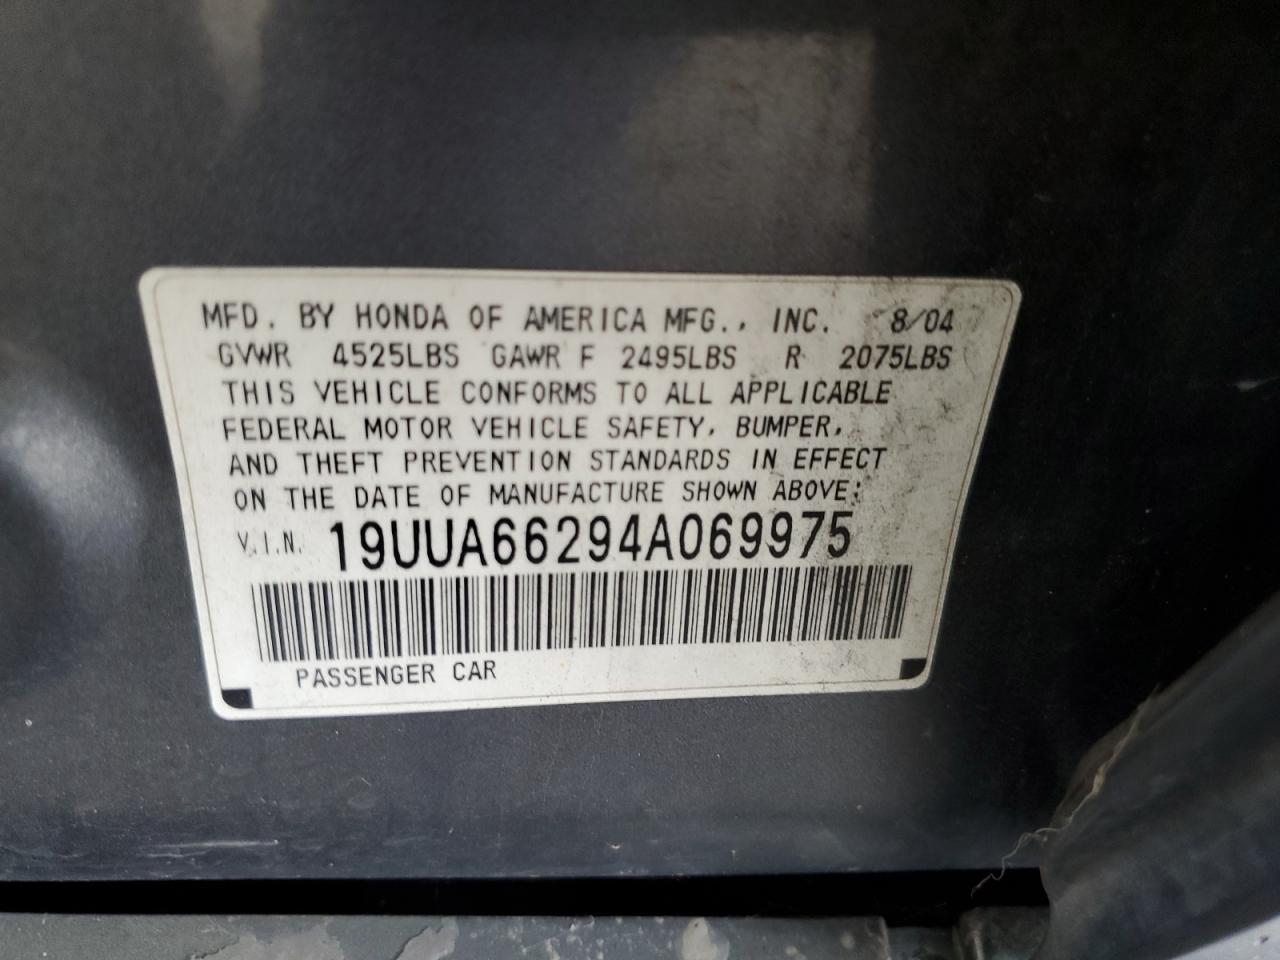 MFD. BY HONDA OF AMERICA MFG., INC. 8/04
GVWR 4525LBS GAWR F 2495LBS R 2075LBS
THIS VEHICLE CONFORMS TO ALL APPLICABLE
FEDERAL MOTOR VEHICLE SAFETY, BUMPER,
AND THEFT PREVENTION STANDARDS IN EFFECT
ON THE DATE OF MANUFACTURE SHOWN ABOVE:
V.I.N. 19UUA66294A069975
PASSENGER CAR